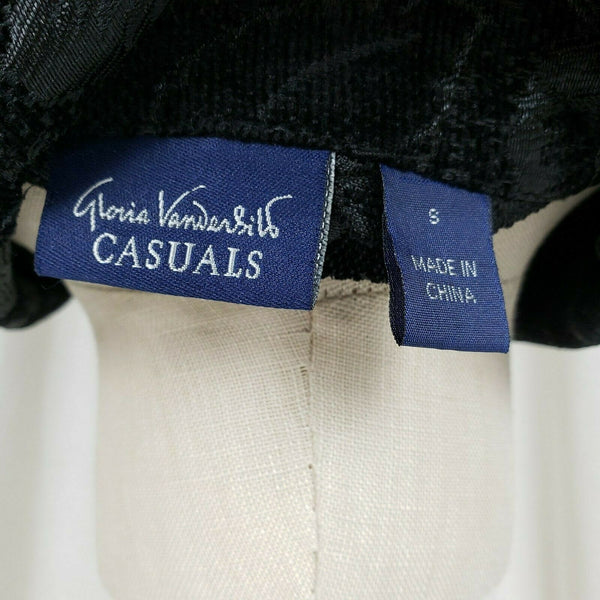 Gloria Vanderbilt
CASUALS
S
MADE IN
CHINA